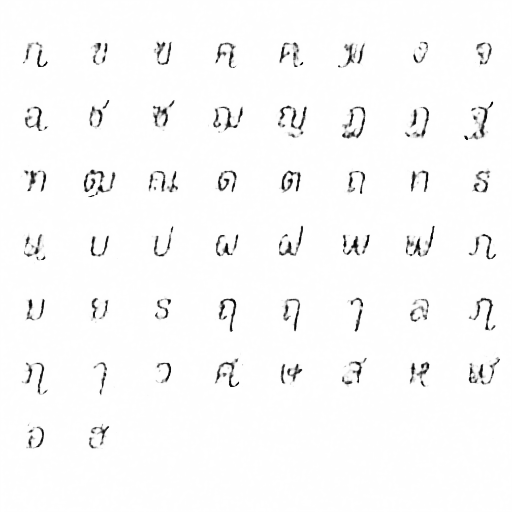 ก ข ฃ ค ฅ ฆ ง จ
ฉ ช ซ ฌ ญ ฎ ฏ ฐ
ฑ ฒ ณ ด ต ถ ท ธ
น บ ป ผ ฝ พ ฟ ภ
ม ย ร ฤ ฤ ๅ ล ฦ
ฦ ๅ ว ศ ษ ส ห ฬ
อ ฮ